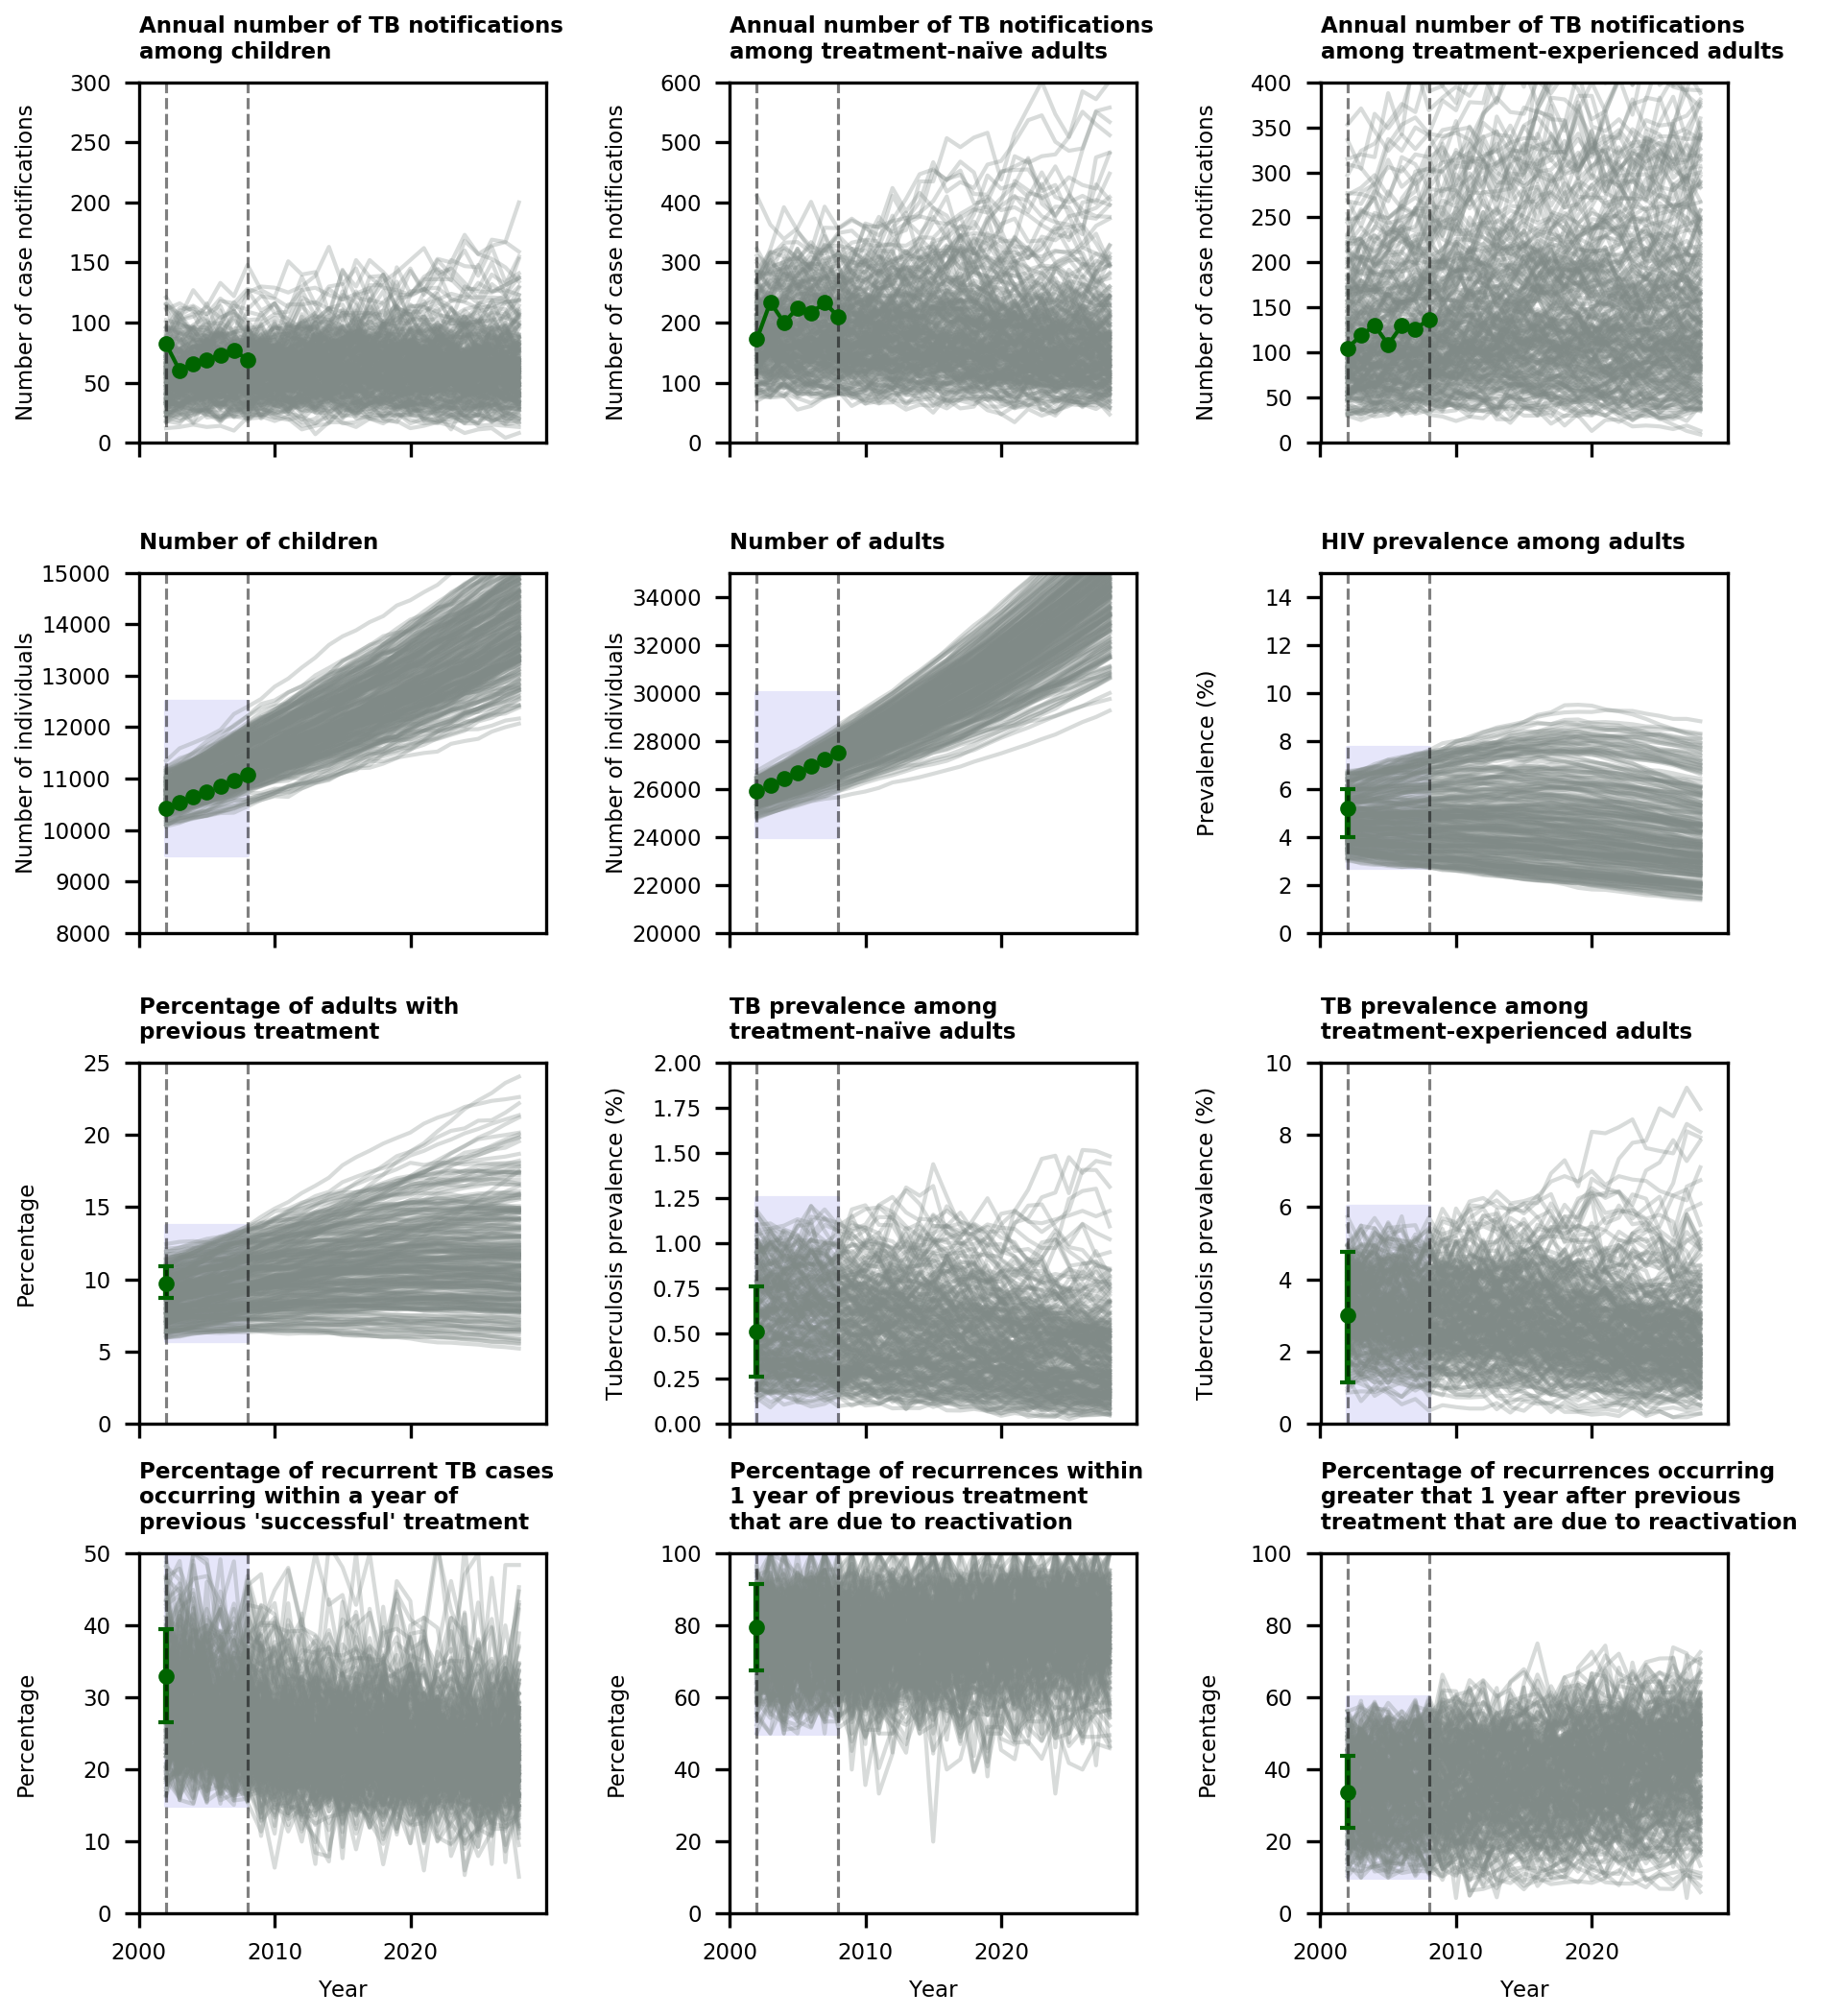 Annual number of TB notifications
among children
Annual number of TB notifications
among treatment-naïve adults
Annual number of TB notifications
among treatment-experienced adults
Number of case notifications
300
250
200
150
100
50
0
Number of case notifications
600
500
400
300
200
100
0
Number of case notifications
400
350
300
250
200
150
100
50
0
Number of children
Number of adults
HIV prevalence among adults
Number of individuals
15000
14000
13000
12000
11000
10000
9000
8000
Number of individuals
34000
32000
30000
28000
26000
24000
22000
20000
Prevalence (%)
14
12
10
8
6
4
2
0
Percentage of adults with
previous treatment
TB prevalence among
treatment-naïve adults
TB prevalence among
treatment-experienced adults
Percentage
25
20
15
10
5
0
Tuberculosis prevalence (%)
2.00
1.75
1.50
1.25
1.00
0.75
0.50
0.25
0.00
Tuberculosis prevalence (%)
10
8
6
4
2
0
Percentage of recurrent TB cases
occurring within a year of
previous 'successful' treatment
Percentage of recurrences within
1 year of previous treatment
that are due to reactivation
Percentage of recurrences occurring
greater that 1 year after previous
treatment that are due to reactivation
Percentage
50
40
30
20
10
0
2000 2010 2020
Year
Percentage
100
80
60
40
20
0
2000 2010 2020
Year
Percentage
100
80
60
40
20
0
2000 2010 2020
Year